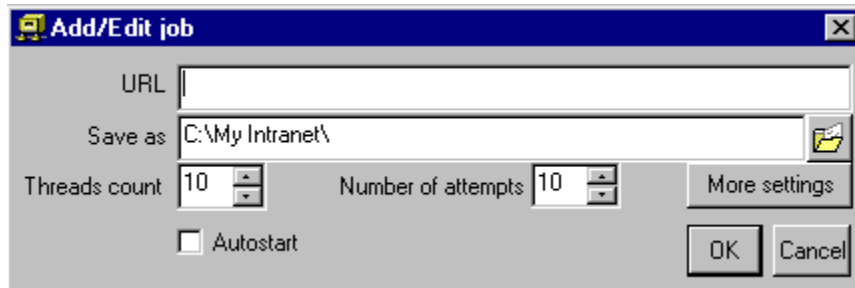 Add/Edit job
URL
Save as C:\My Intranet\
Threads count 10 Number of attempts 10 More settings
Autostart OK Cancel